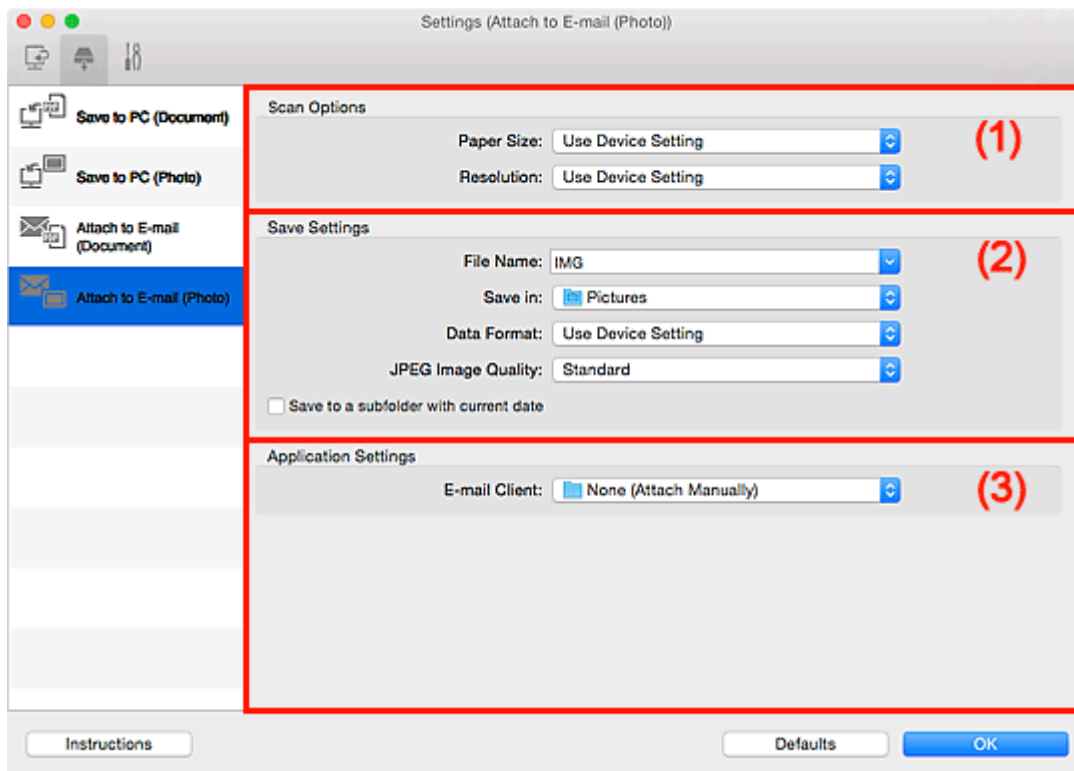 Settings (Attach to E-mail (Photo))
Save to PC (Document)
Save to PC (Photo)
Attach to E-mail
(Document)
Attach to E-mail (Photo)
Scan Options
(1)
Paper Size: Use Device Setting
Resolution: Use Device Setting
Save Settings
(2)
File Name: IMG
Save in: Pictures
Data Format: Use Device Setting
JPEG Image Quality: Standard
Save to a subfolder with current date
Application Settings
(3)
E-mail Client: None (Attach Manually)
Instructions
Defaults
OK